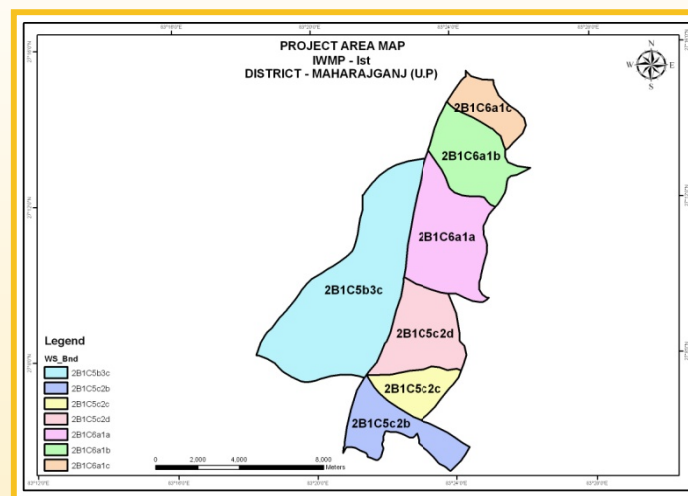 PROJECT AREA MAP
IWMP - Ist
DISTRICT - MAHARAJGANJ (U.P)
N
W E
S
2B1C6a1c
2B1C6a1b
2B1C6a1a
2B1C5b3c
2B1C5c2d
2B1C5c2c
2B1C5c2b
Legend
WS_Bnd
2B1C5b3c
2B1C5c2b
2B1C5c2c
2B1C5c2d
2B1C6a1a
2B1C6a1b
2B1C6a1c
0 2,000 4,000 8,000
Meters